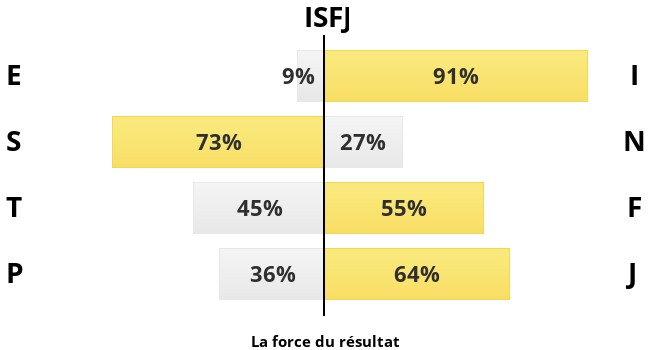 ISFJ
E 9% 91% I
S 73% 27% N
T 45% 55% F
P 36% 64% J
La force du résultat